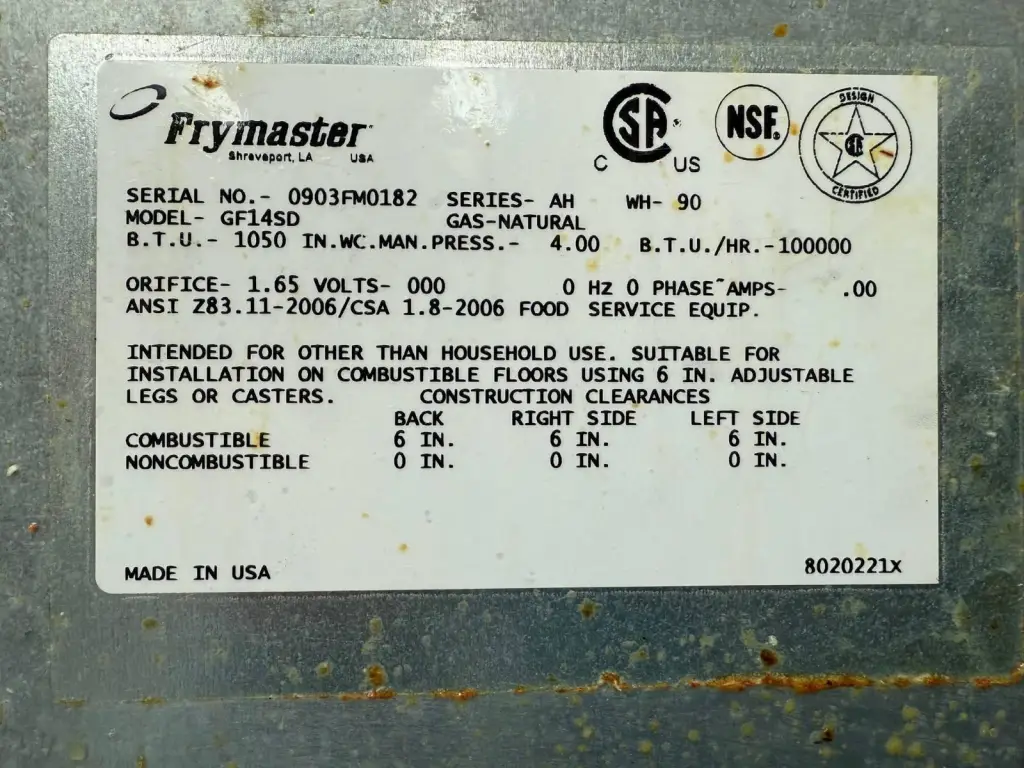 Frymaster
Shreveport, LA USA
CSA
C US
NSF®
DESIGN
CSA
CERTIFIED
SERIAL NO.- 0903FM0182 SERIES- AH WH- 90
MODEL- GF14SD GAS-NATURAL
B.T.U.- 1050 IN.WC.MAN.PRESS.- 4.00 B.T.U./HR.-100000
ORIFICE- 1.65 VOLTS- 000 0 Hz 0 PHASE~AMPS- .00
ANSI Z83.11-2006/CSA 1.8-2006 FOOD SERVICE EQUIP.
INTENDED FOR OTHER THAN HOUSEHOLD USE. SUITABLE FOR
INSTALLATION ON COMBUSTIBLE FLOORS USING 6 IN. ADJUSTABLE
LEGS OR CASTERS. CONSTRUCTION CLEARANCES
BACK RIGHT SIDE LEFT SIDE
COMBUSTIBLE 6 IN. 6 IN. 6 IN.
NONCOMBUSTIBLE 0 IN. 0 IN. 0 IN.
MADE IN USA 8020221X